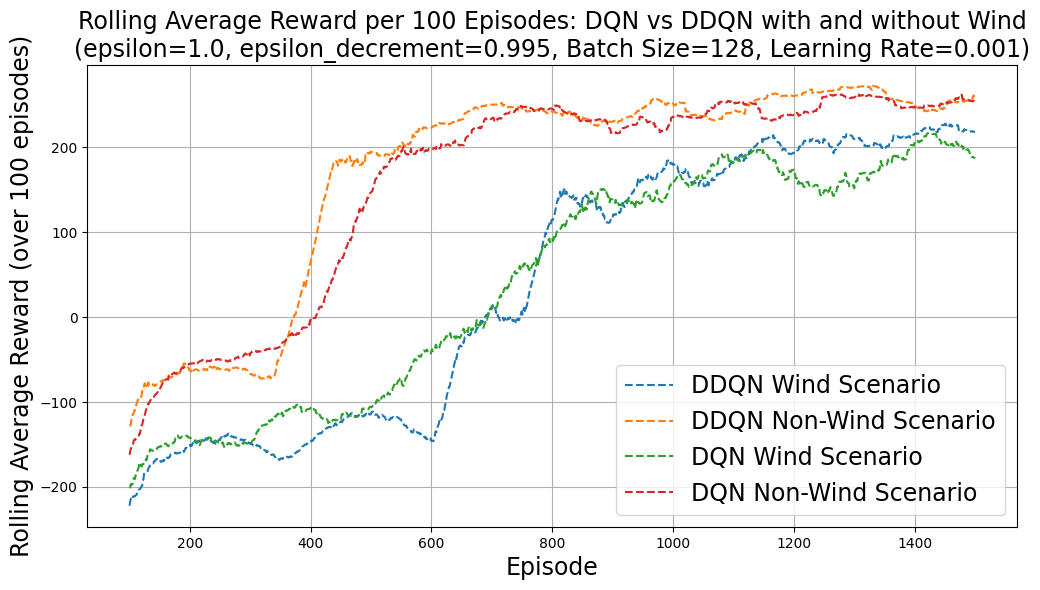 Rolling Average Reward per 100 Episodes: DQN vs DDQN with and without Wind
(epsilon=1.0, epsilon_decrement=0.995, Batch Size=128, Learning Rate=0.001)
Rolling Average Reward (over 100 episodes)
200
100
0
−100
−200
200
400
600
800
1000
1200
1400
Episode
DDQN Wind Scenario
DDQN Non-Wind Scenario
DQN Wind Scenario
DQN Non-Wind Scenario